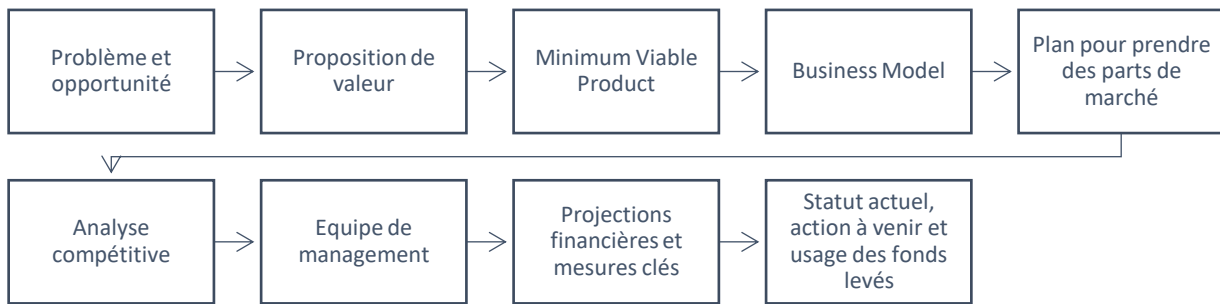 Problème et
opportunité
Proposition de
valeur
Minimum Viable
Product
Business Model
Plan pour prendre
des parts de
marché
Analyse
compétitive
Equipe de
management
Projections
financières et
mesures clés
Statut actuel,
action à venir et
usage des fonds
levés